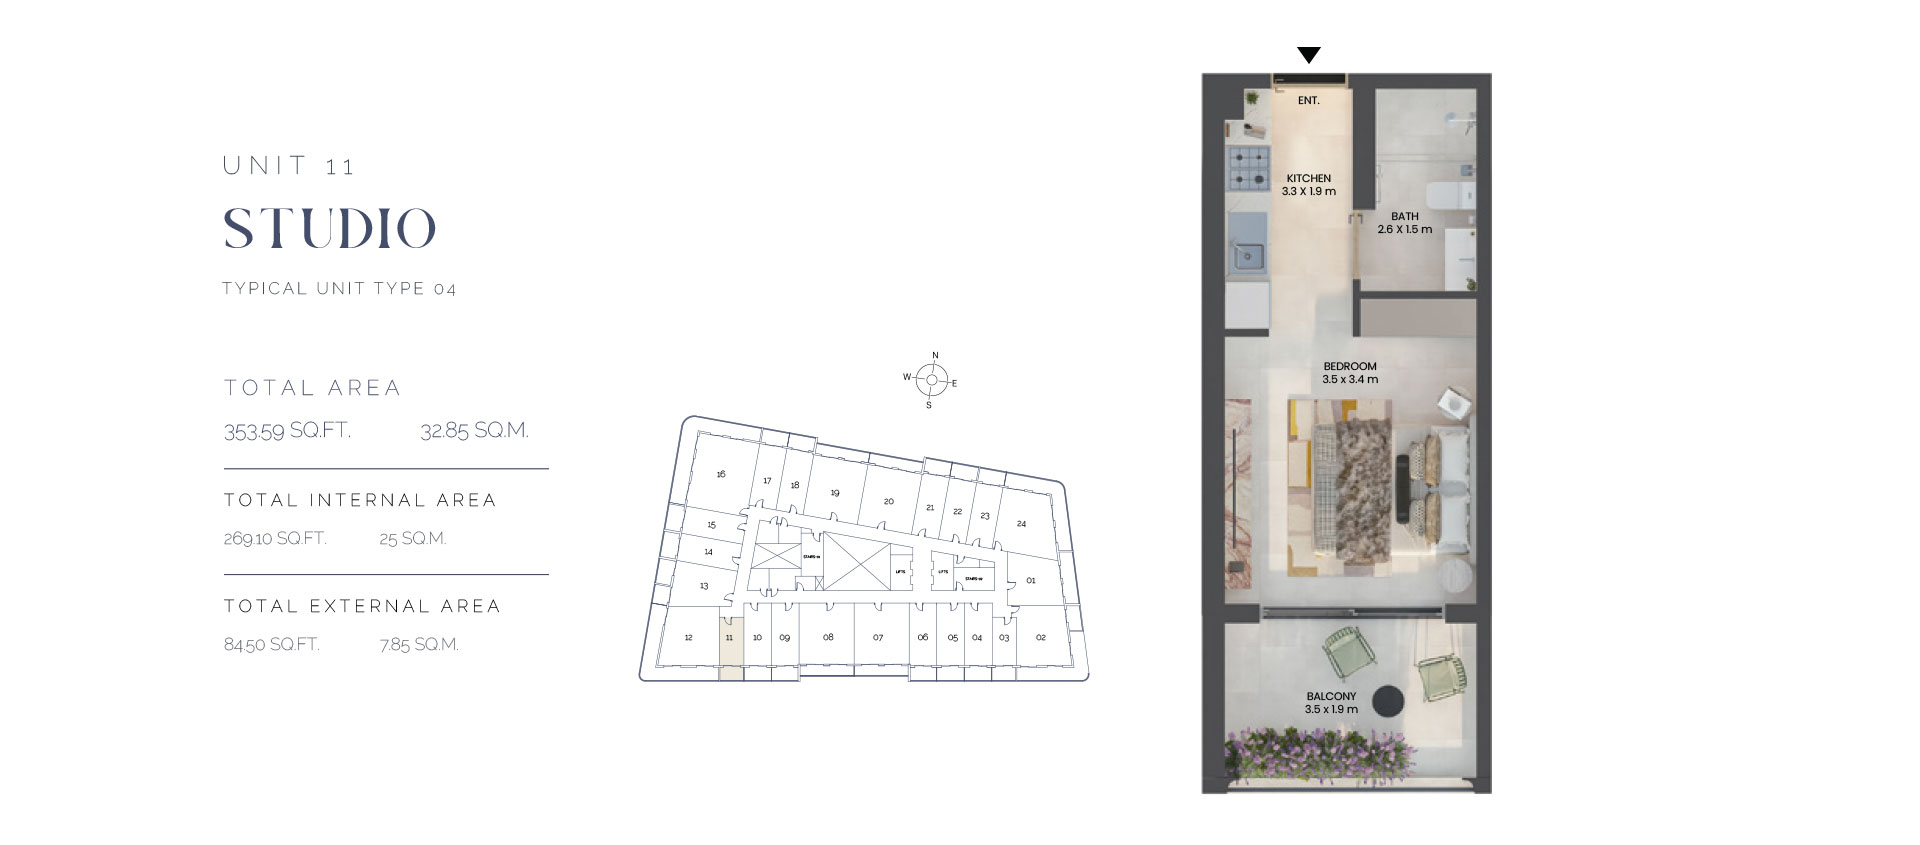 UNIT 11
STUDIO
TYPICAL UNIT TYPE 04
TOTAL AREA
353.59 SQ.FT. 32.85 SQ.M.
TOTAL INTERNAL AREA
269.10 SQ.FT. 25 SQ.M.
TOTAL EXTERNAL AREA
84.50 SQ.FT. 7.85 SQ.M.
N
W E
S
16
17
18
19
20
21
22
23
24
15
14
13
STAIRS-01
LIFTS
LIFTS
STAIRS-02
01
12
11
10
09
08
07
06
05
04
03
02
ENT.
KITCHEN
3.3 X 1.9 m
BATH
2.6 X 1.5 m
BEDROOM
3.5 x 3.4 m
BALCONY
3.5 x 1.9 m